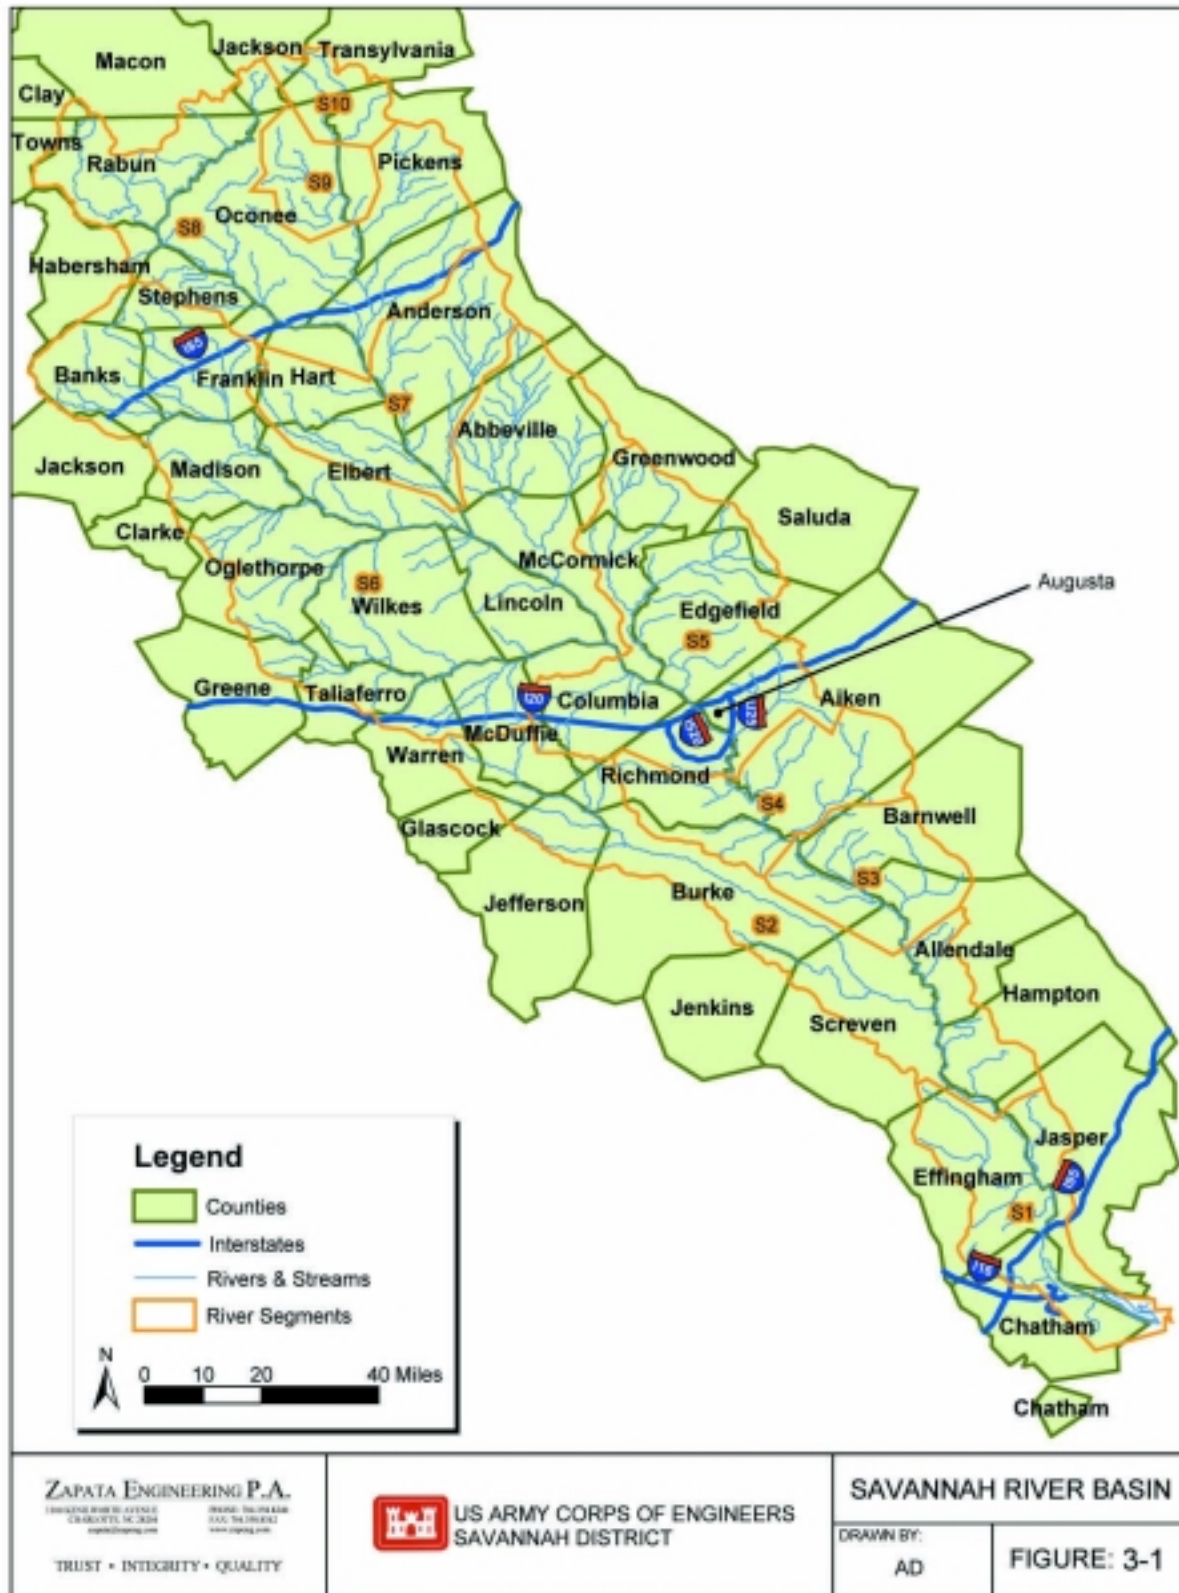 Jackson Transylvania
Macon
Clay
S10
Towns
Rabun
Pickens
S9
Oconee
S8
Habersham
Stephens
Anderson
I85
Banks
Franklin Hart
S7
Abbeville
Jackson
Madison
Elbert
Greenwood
Saluda
Clarke
McCormick
Oglethorpe
Augusta
S6
Wilkes
Lincoln
Edgefield
S5
Greene
Taliaferro
I20
Columbia
Aiken
McDuffie
Warren
Richmond
S4
Barnwell
Glascock
S3
Burke
Jefferson
S2
Allendale
Hampton
Jenkins
Screven
Jasper
Effingham
I95
S1
I16
Chatham
Chatham
Legend
Counties
Interstates
Rivers & Streams
River Segments
N
0 10 20 40 Miles
ZAPATA ENGINEERING P.A.
TRUST • INTEGRITY • QUALITY
US ARMY CORPS OF ENGINEERS
SAVANNAH DISTRICT
SAVANNAH RIVER BASIN
DRAWN BY:
AD
FIGURE: 3-1